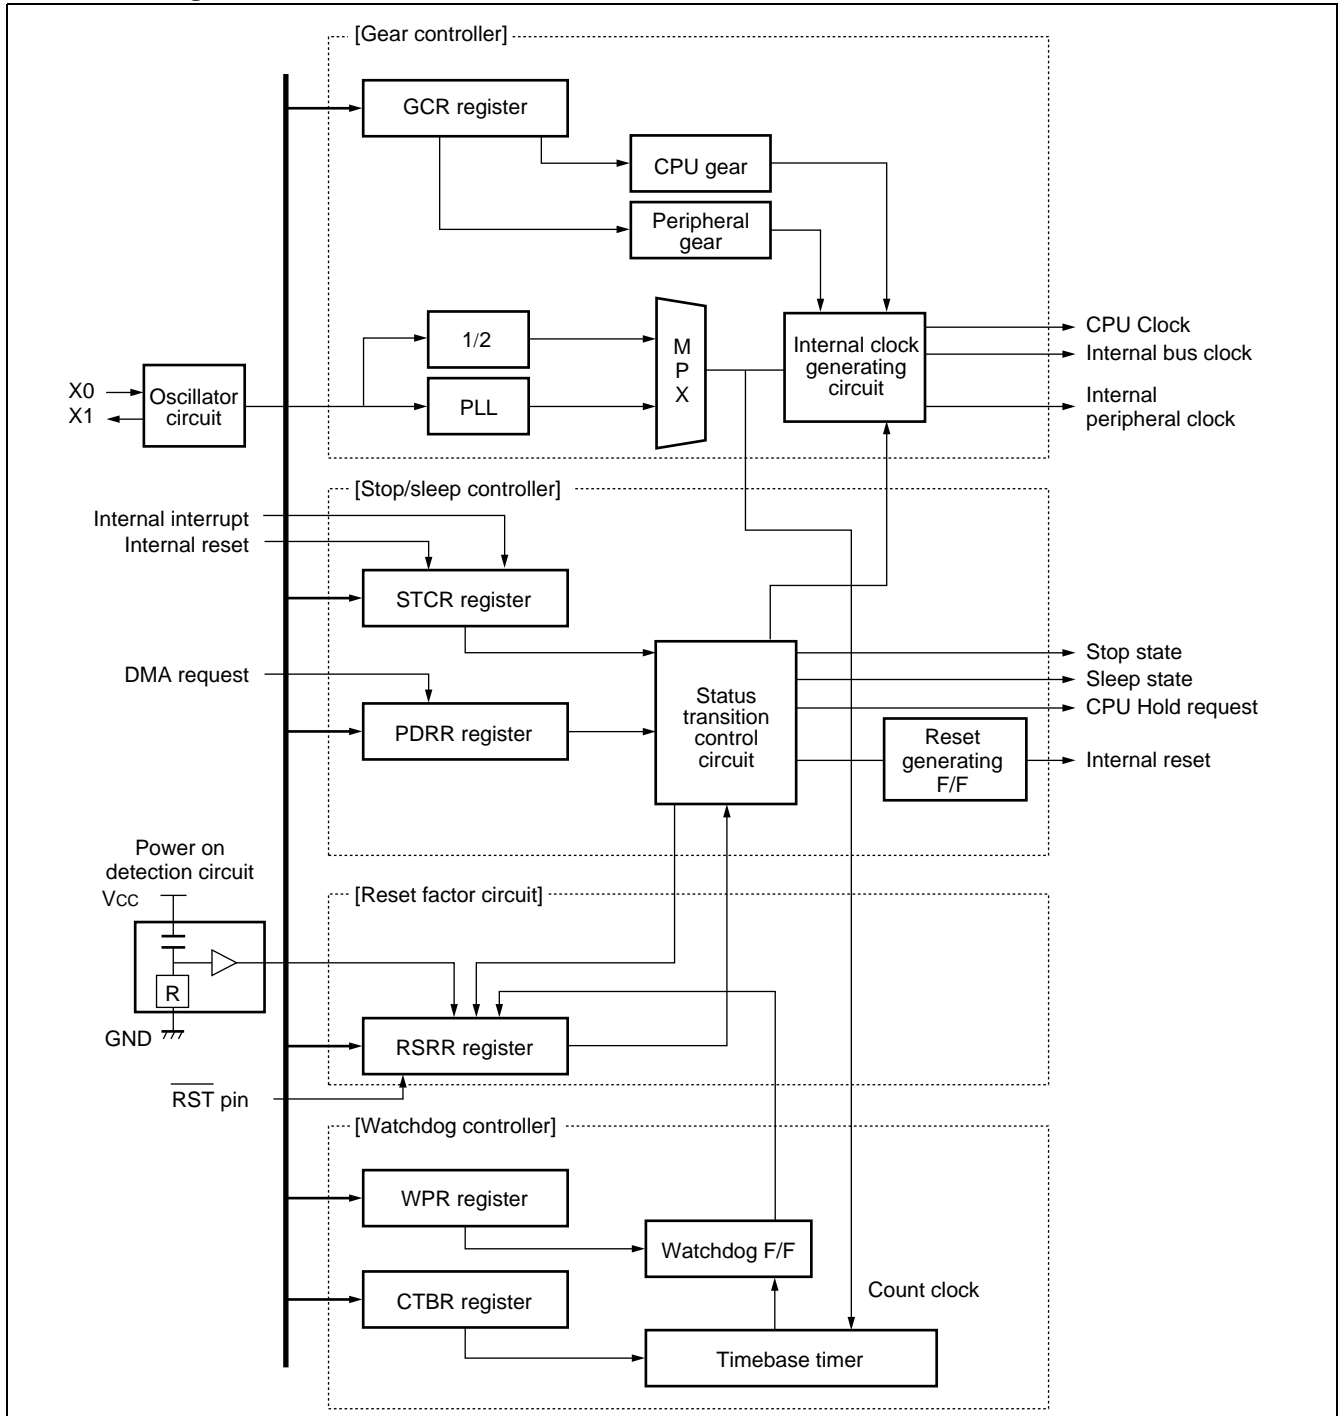 [Gear controller]
GCR register
CPU gear
Peripheral
gear
1/2
PLL
M
P
X
Internal clock
generating
circuit
CPU Clock
Internal bus clock
Internal
peripheral clock
X0
X1
Oscillator
circuit
[Stop/sleep controller]
Internal interrupt
Internal reset
STCR register
DMA request
PDRR register
Status
transition
control
circuit
Stop state
Sleep state
CPU Hold request
Reset
generating
F/F
Internal reset
Power on
detection circuit
VCC
R
GND
[Reset factor circuit]
RSRR register
RST pin
[Watchdog controller]
WPR register
Watchdog F/F
CTBR register
Count clock
Timebase timer